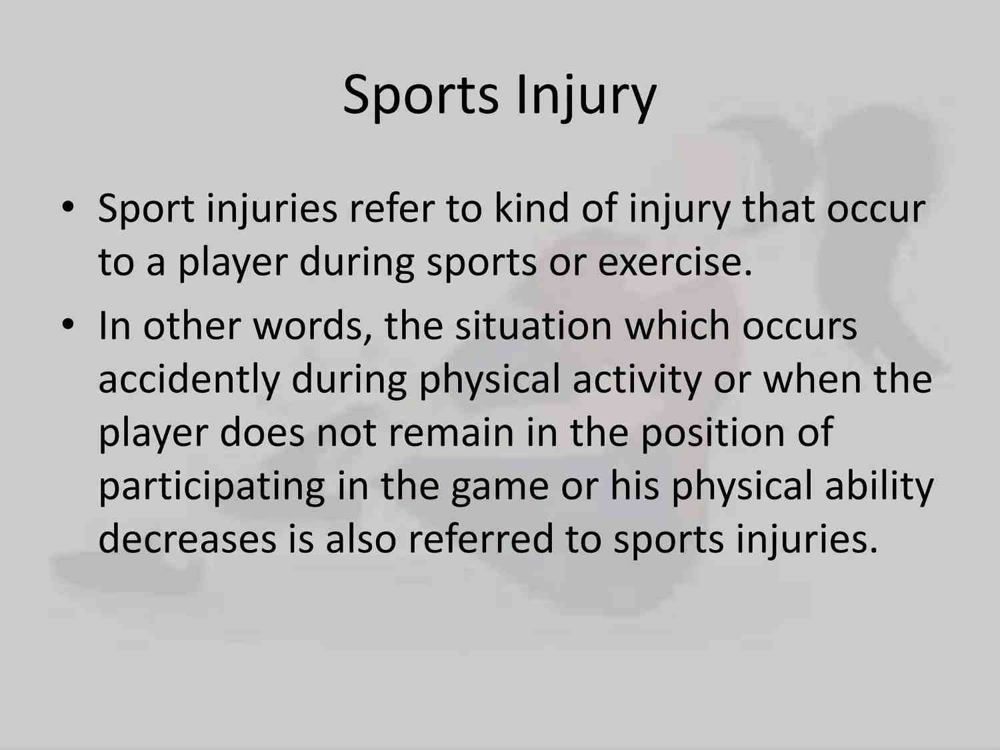 Sports Injury
• Sport injuries refer to kind of injury that occur
to a player during sports or exercise.
• In other words, the situation which occurs
accidently during physical activity or when the
player does not remain in the position of
participating in the game or his physical ability
decreases is also referred to sports injuries.